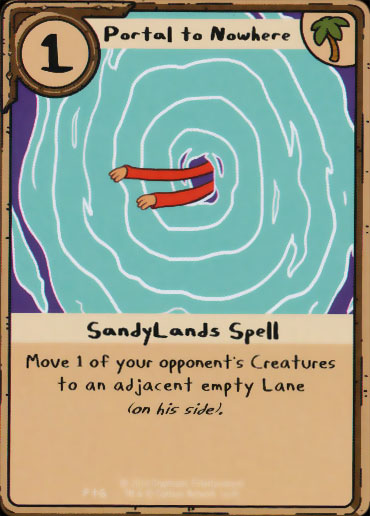 1
Portal to Nowhere
SandyLands Spell
Move 1 of your opponent's Creatures
to an adjacent empty Lane
(on his side).